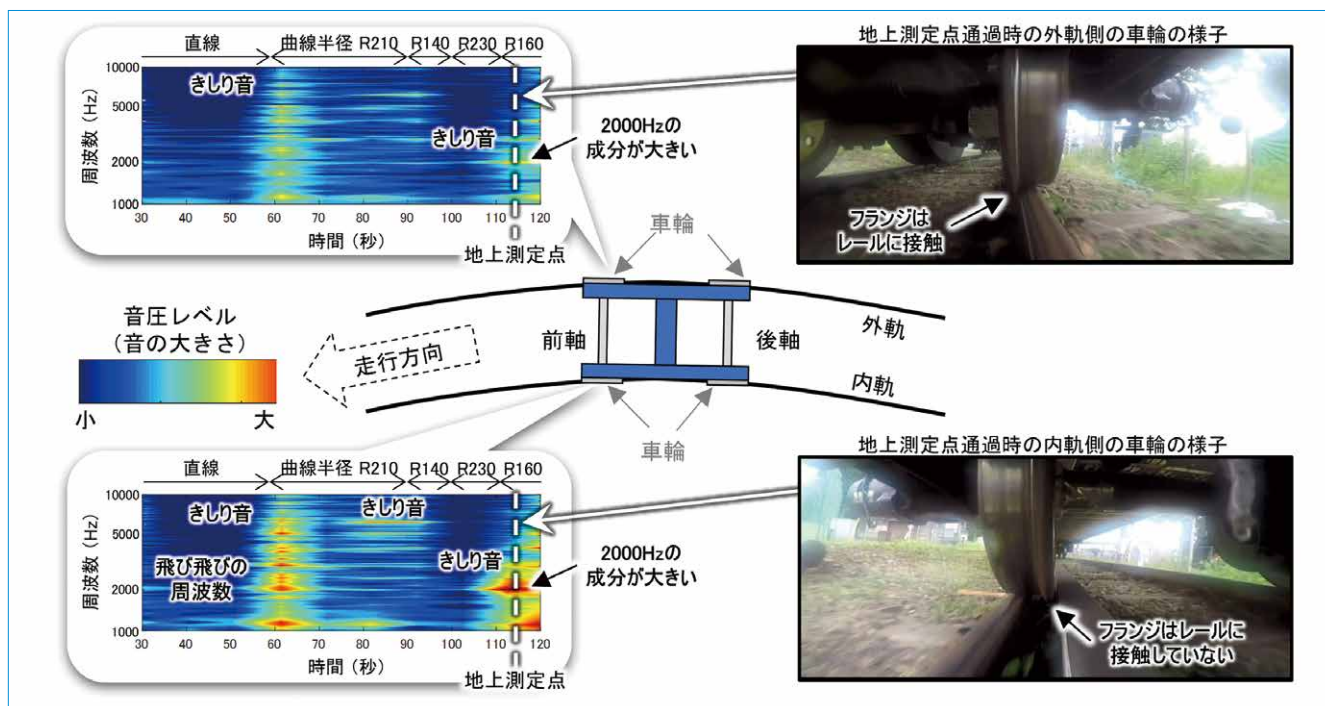 直線 曲線半径 R210 R140 R230 R160
10000
5000
2000
1000
周波数（Hz）
きしり音
きしり音
2000Hzの
成分が大きい
30 40 50 60 70 80 90 100 110 120
時間（秒）
地上測定点
地上測定点通過時の外軌側の車輪の様子
フランジは
レールに接触
車輪
音圧レベル
（音の大きさ）
小 大
走行方向
前軸
後軸
外軌
内軌
車輪
直線 曲線半径 R210 R140 R230 R160
10000
5000
2000
1000
周波数（Hz）
きしり音
きしり音
飛び飛びの
周波数
きしり音
2000Hzの
成分が大きい
30 40 50 60 70 80 90 100 110 120
時間（秒）
地上測定点
地上測定点通過時の内軌側の車輪の様子
フランジはレールに
接触していない